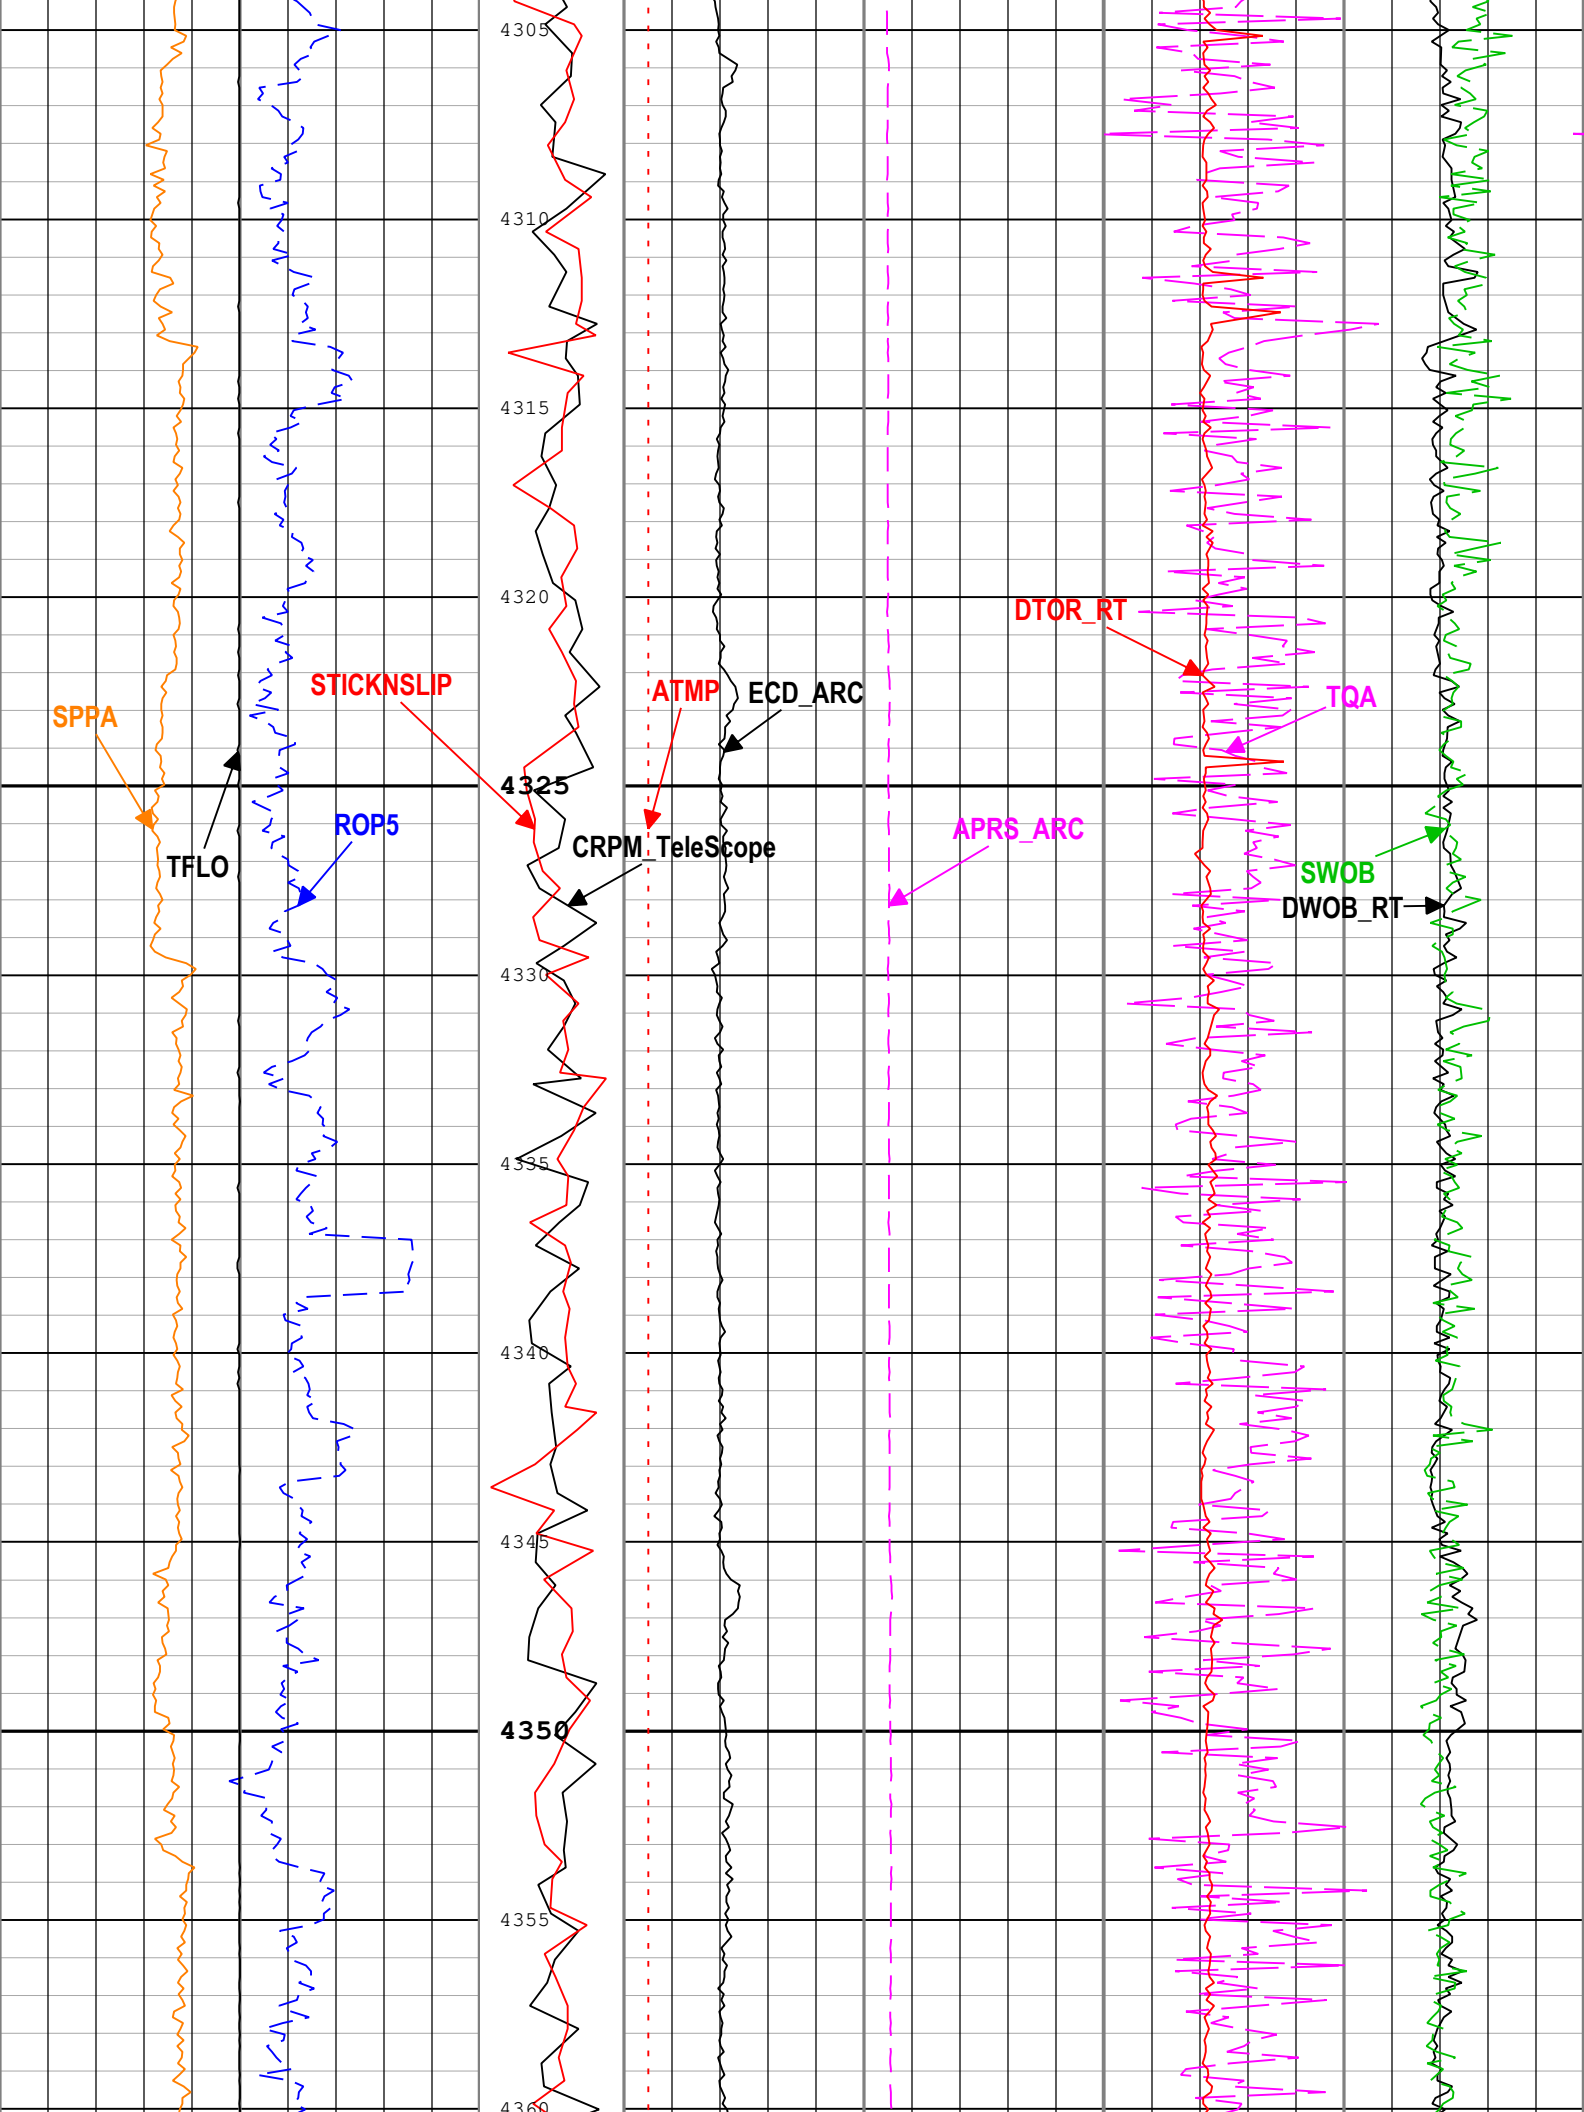 4305
4310
4315
4320
DTOR_RT
STICKNSLIP
ATMP
ECD_ARC
TQA
SPPA
4325
ROP5
APRS_ARC
CRPM_TeleScope
TFLO
SWOB
DWOB_RT
4330
4335
4340
4345
4350
4355
4360